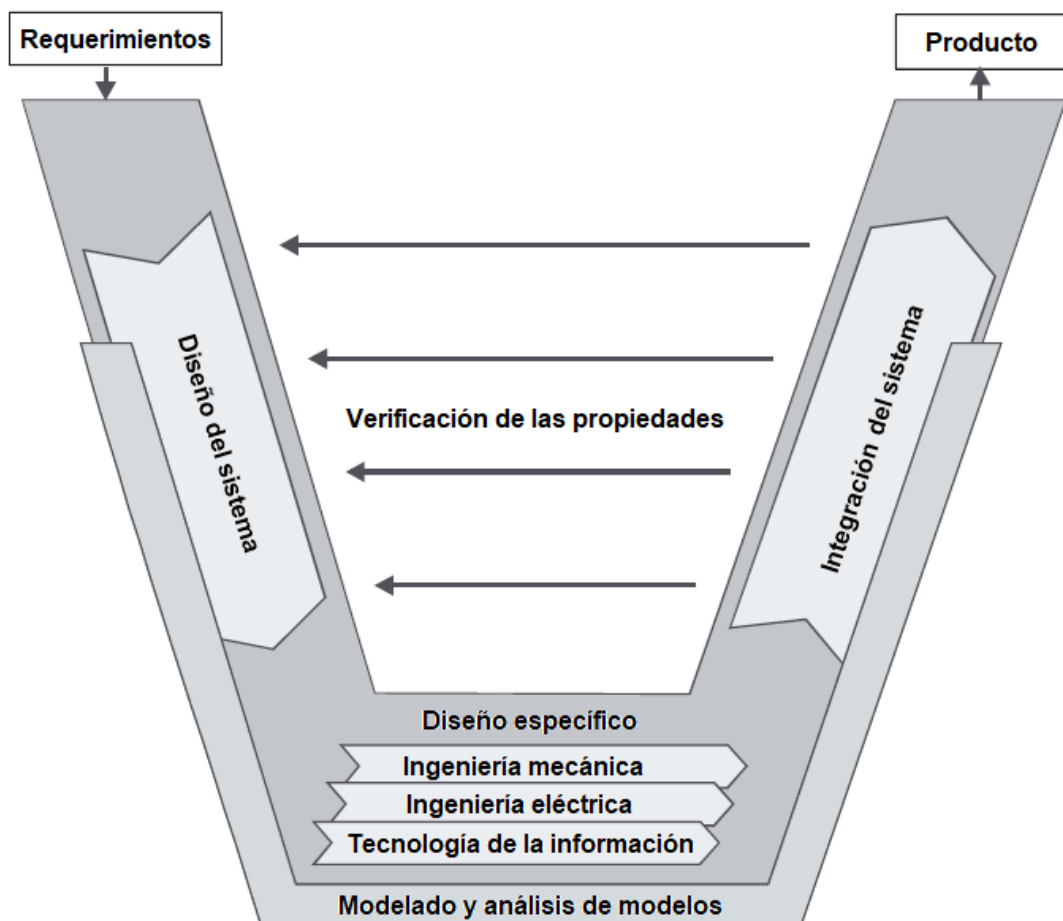 Requerimientos
Producto
Diseño del sistema
Verificación de las propiedades
Integración del sistema
Diseño específico
Ingeniería mecánica
Ingeniería eléctrica
Tecnología de la información
Modelado y análisis de modelos